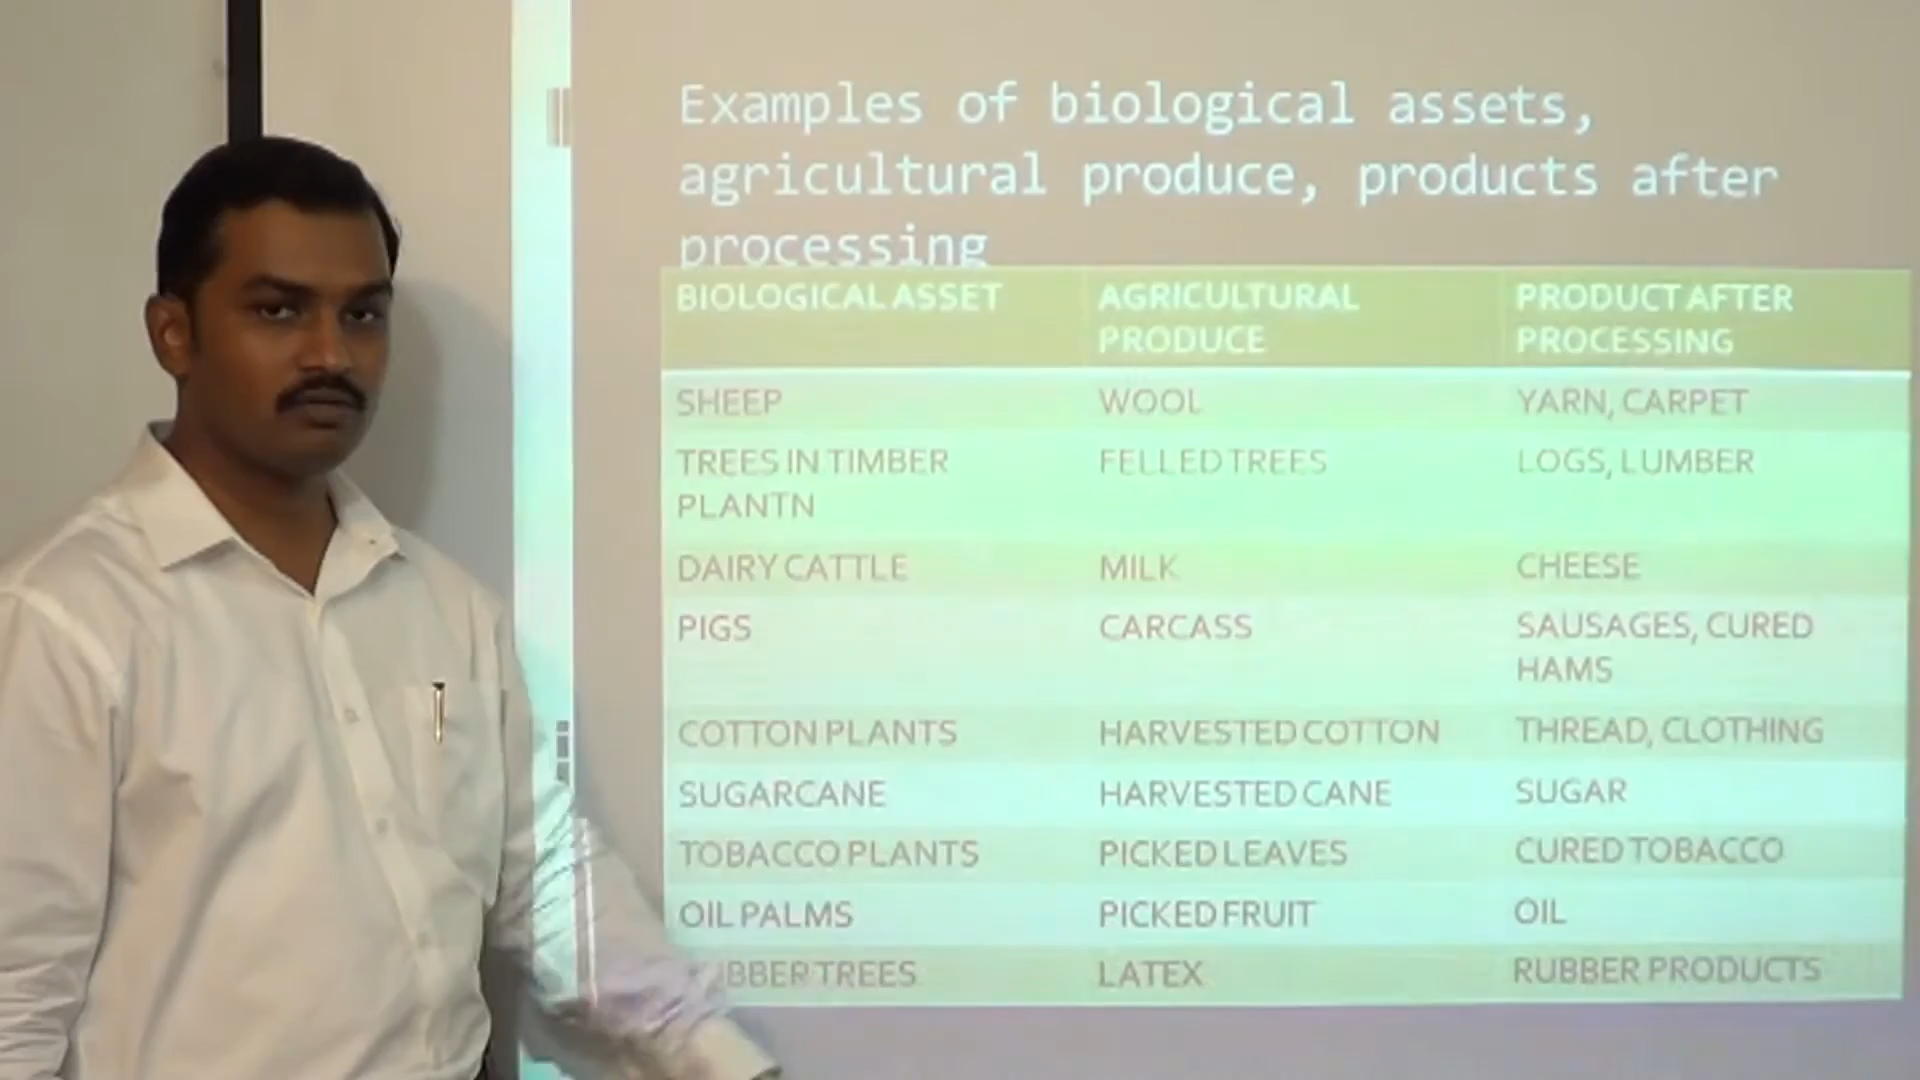 Examples of biological assets,
agricultural produce, products after
processing
BIOLOGICAL ASSET AGRICULTURAL PRODUCE PRODUCT AFTER PROCESSING
SHEEP WOOL YARN, CARPET
TREES IN TIMBER PLANTN FELLED TREES LOGS, LUMBER
DAIRY CATTLE MILK CHEESE
PIGS CARCASS SAUSAGES, CURED HAMS
COTTON PLANTS HARVESTED COTTON THREAD, CLOTHING
SUGARCANE HARVESTED CANE SUGAR
TOBACCO PLANTS PICKED LEAVES CURED TOBACCO
OIL PALMS PICKED FRUIT OIL
UBBER TREES LATEX RUBBER PRODUCTS